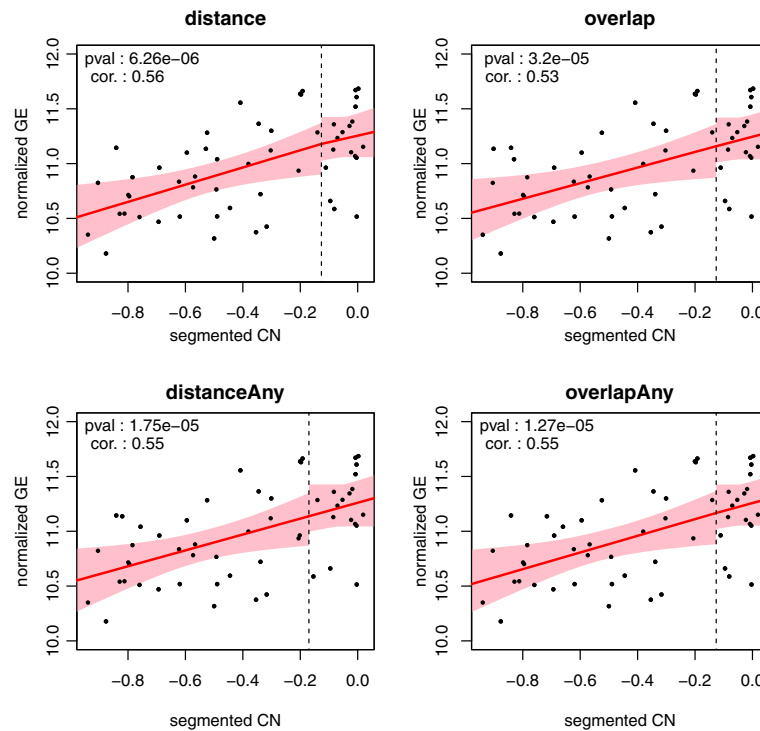 distance
pval : 6.26e−06
cor. : 0.56
normalized GE
12.0
11.5
11.0
10.5
10.0
−0.8 −0.6 −0.4 −0.2 0.0
segmented CN
overlap
pval : 3.2e−05
cor. : 0.53
normalized GE
12.0
11.5
11.0
10.5
10.0
−0.8 −0.6 −0.4 −0.2 0.0
segmented CN
distanceAny
pval : 1.75e−05
cor. : 0.55
normalized GE
12.0
11.5
11.0
10.5
10.0
−0.8 −0.6 −0.4 −0.2 0.0
segmented CN
overlapAny
pval : 1.27e−05
cor. : 0.55
normalized GE
12.0
11.5
11.0
10.5
10.0
−0.8 −0.6 −0.4 −0.2 0.0
segmented CN